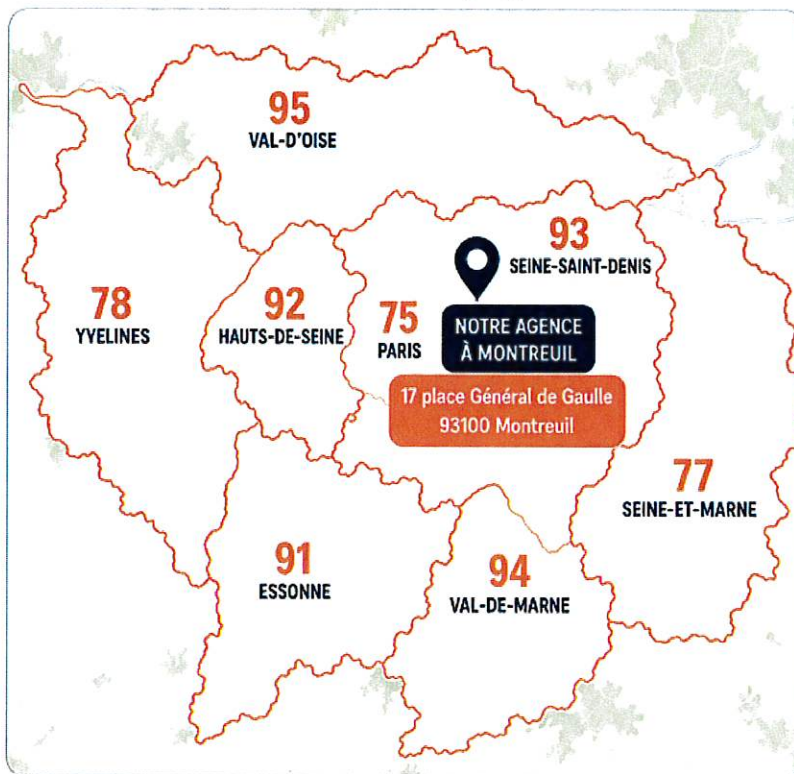 95
VAL-D'OISE
93
SEINE-SAINT-DENIS
78
YVELINES
92
HAUTS-DE-SEINE
75
PARIS
NOTRE AGENCE
À MONTREUIL
17 place Général de Gaulle
93100 Montreuil
77
SEINE-ET-MARNE
91
ESSONNE
94
VAL-DE-MARNE